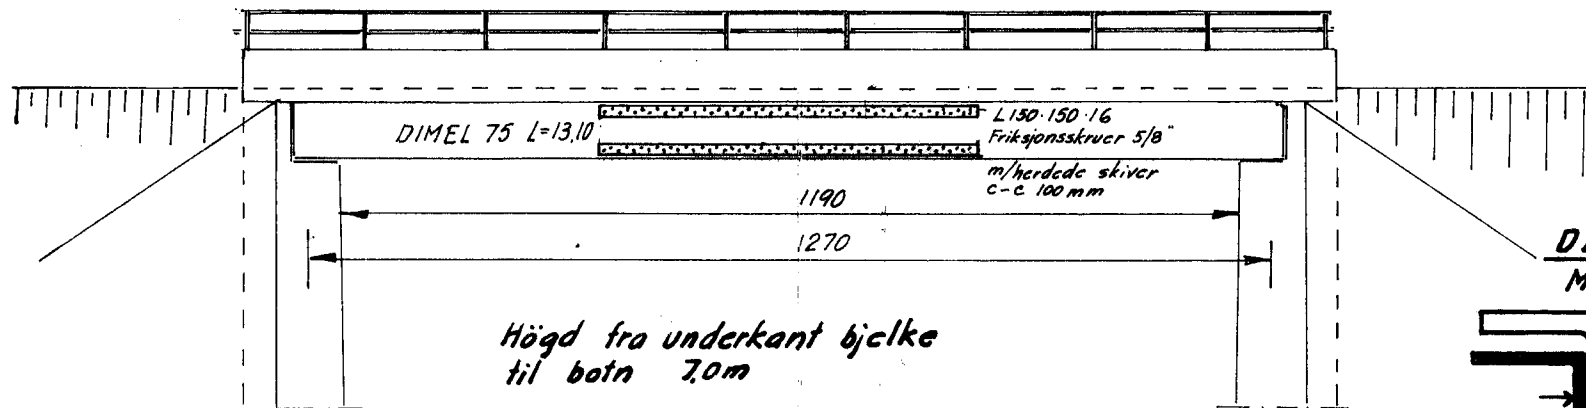 DIMEL 75 L=13,10
L150·150·16
Friksjonsskruer 5/8"
m/herdede skiver
c-c 100 mm
1190
1270
Högd fra underkant bjelke
til botn 7,0m